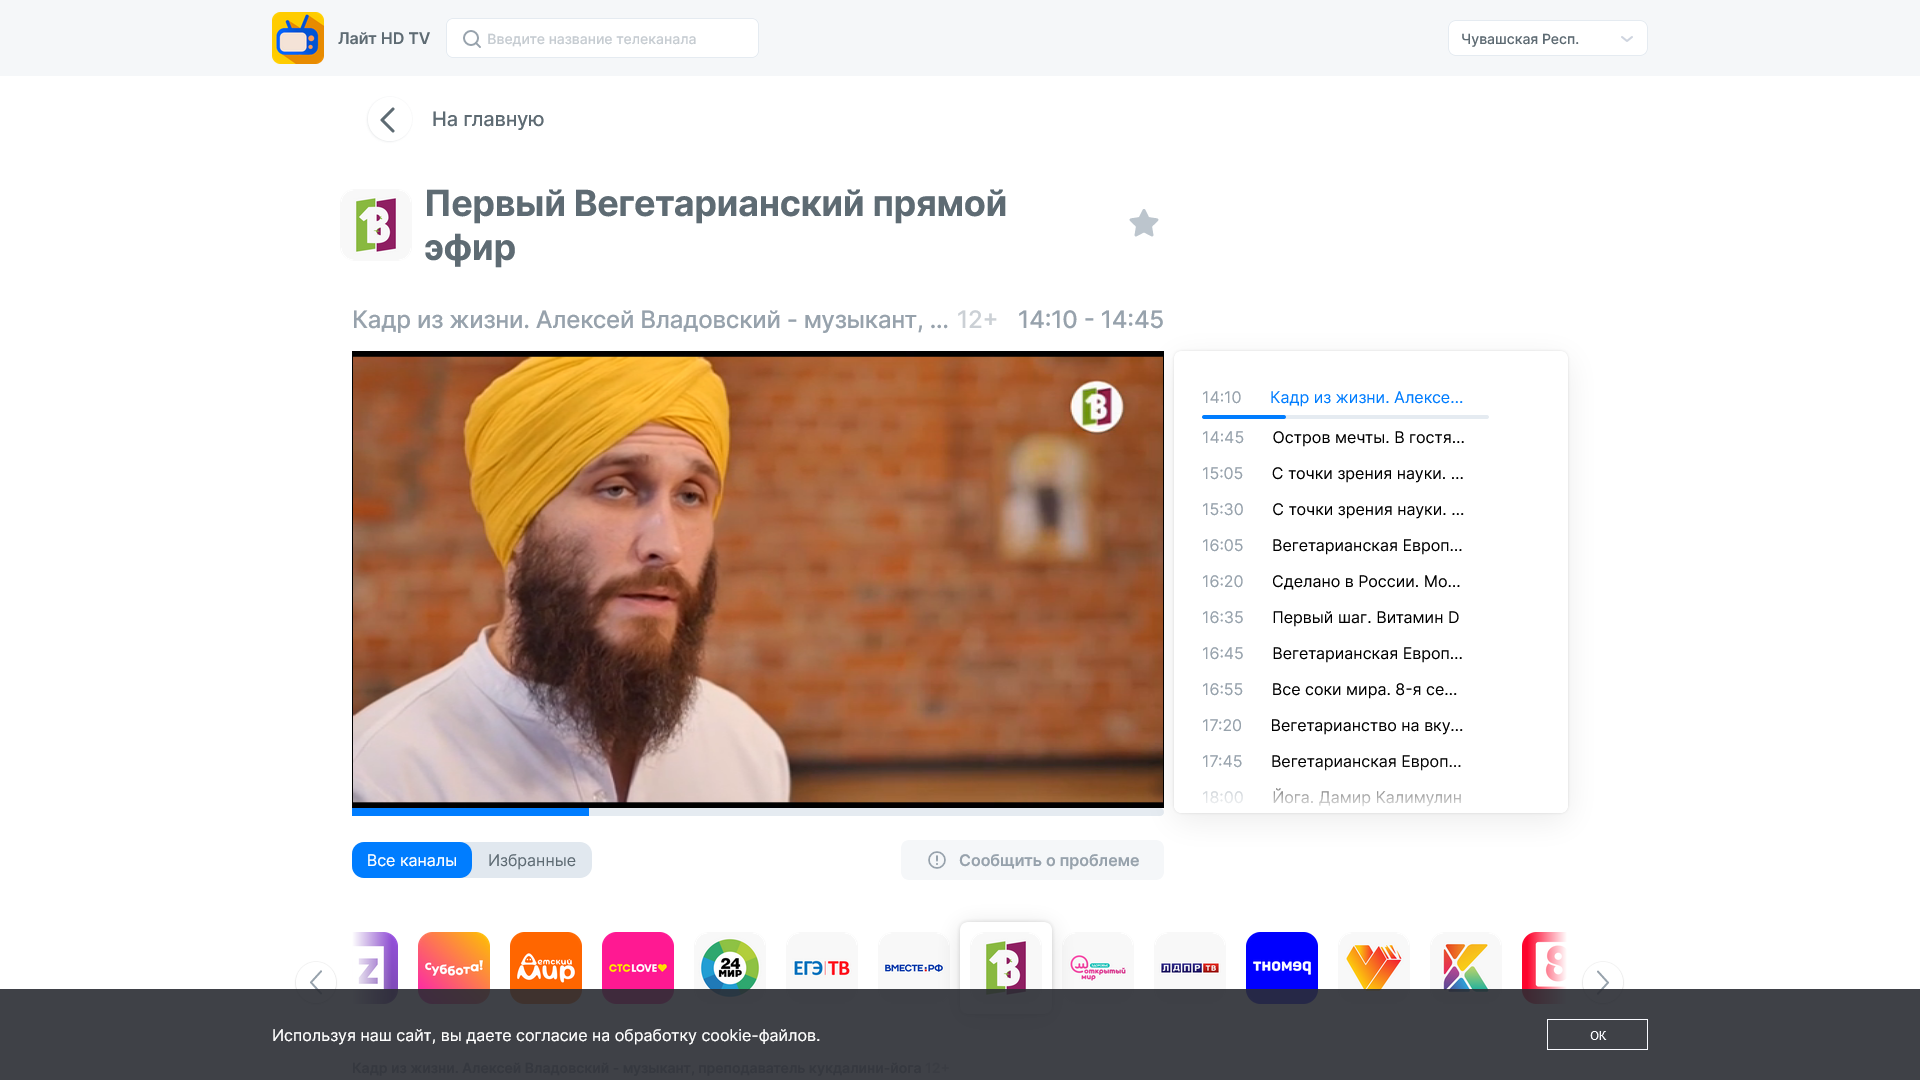 Лайт HD TV
Введите название телеканала
Чувашская Респ.
На главную
Первый Вегетарианский прямой
эфир
Кадр из жизни. Алексей Владовский - музыкант, ... 12+ 14:10 - 14:45
14:10 Кадр из жизни. Алексе...
14:45 Остров мечты. В гостя...
15:05 С точки зрения науки. ...
15:30 С точки зрения науки. ...
16:05 Вегетарианская Европ...
16:20 Сделано в России. Мо...
16:35 Первый шаг. Витамин D
16:45 Вегетарианская Европ...
16:55 Все соки мира. 8-я се...
17:20 Вегетарианство на вку...
17:45 Вегетарианская Европ...
18:00 Йога. Дамир Калимулин
Все каналы
Избранные
Сообщить о проблеме
Z
суббота!
детский мир
СТС LOVE
24 МИР
ЕГЭ ТВ
ВМЕСТЕ РФ
1В
открытый мир
ЛДПР ТВ
тномер
Используя наш сайт, вы даете согласие на обработку cookie-файлов.
ОК
Кадр из жизни. Алексей Владовский - музыкант, преподаватель кукдалини-йога 12+